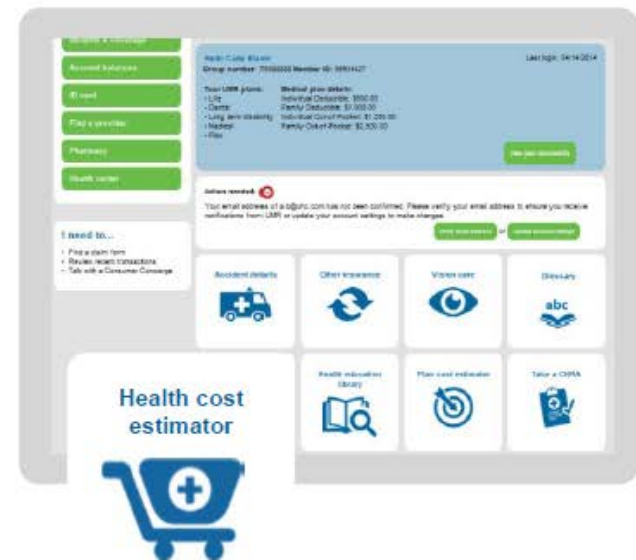 Account balances
ID card
Find a provider
Pharmacy
Health center
I need to...
- Find a claim form
- Review recent transactions
- Talk with a Consumer Concierge
Last login: 04/14/2014
Group number: Member ID:
Your UMR plans: Medical plan details:
- Life Individual Deductible: $500.00
- Dental Family Deductible: $1,000.00
- Long term disability Individual Out-of-Pocket: $1,250.00
- Medical Family Out-of-Pocket: $2,500.00
- Flex
Action needed:
Your email address of a b@uhc.com has not been confirmed. Please verify your email address to ensure you receive
notifications from UMR or update your account settings to make changes.
or
Accident details
Other insurance
Vision care
Glossary
abc
Health cost
estimator
Health education
library
Plan cost estimator
Take a CHRA